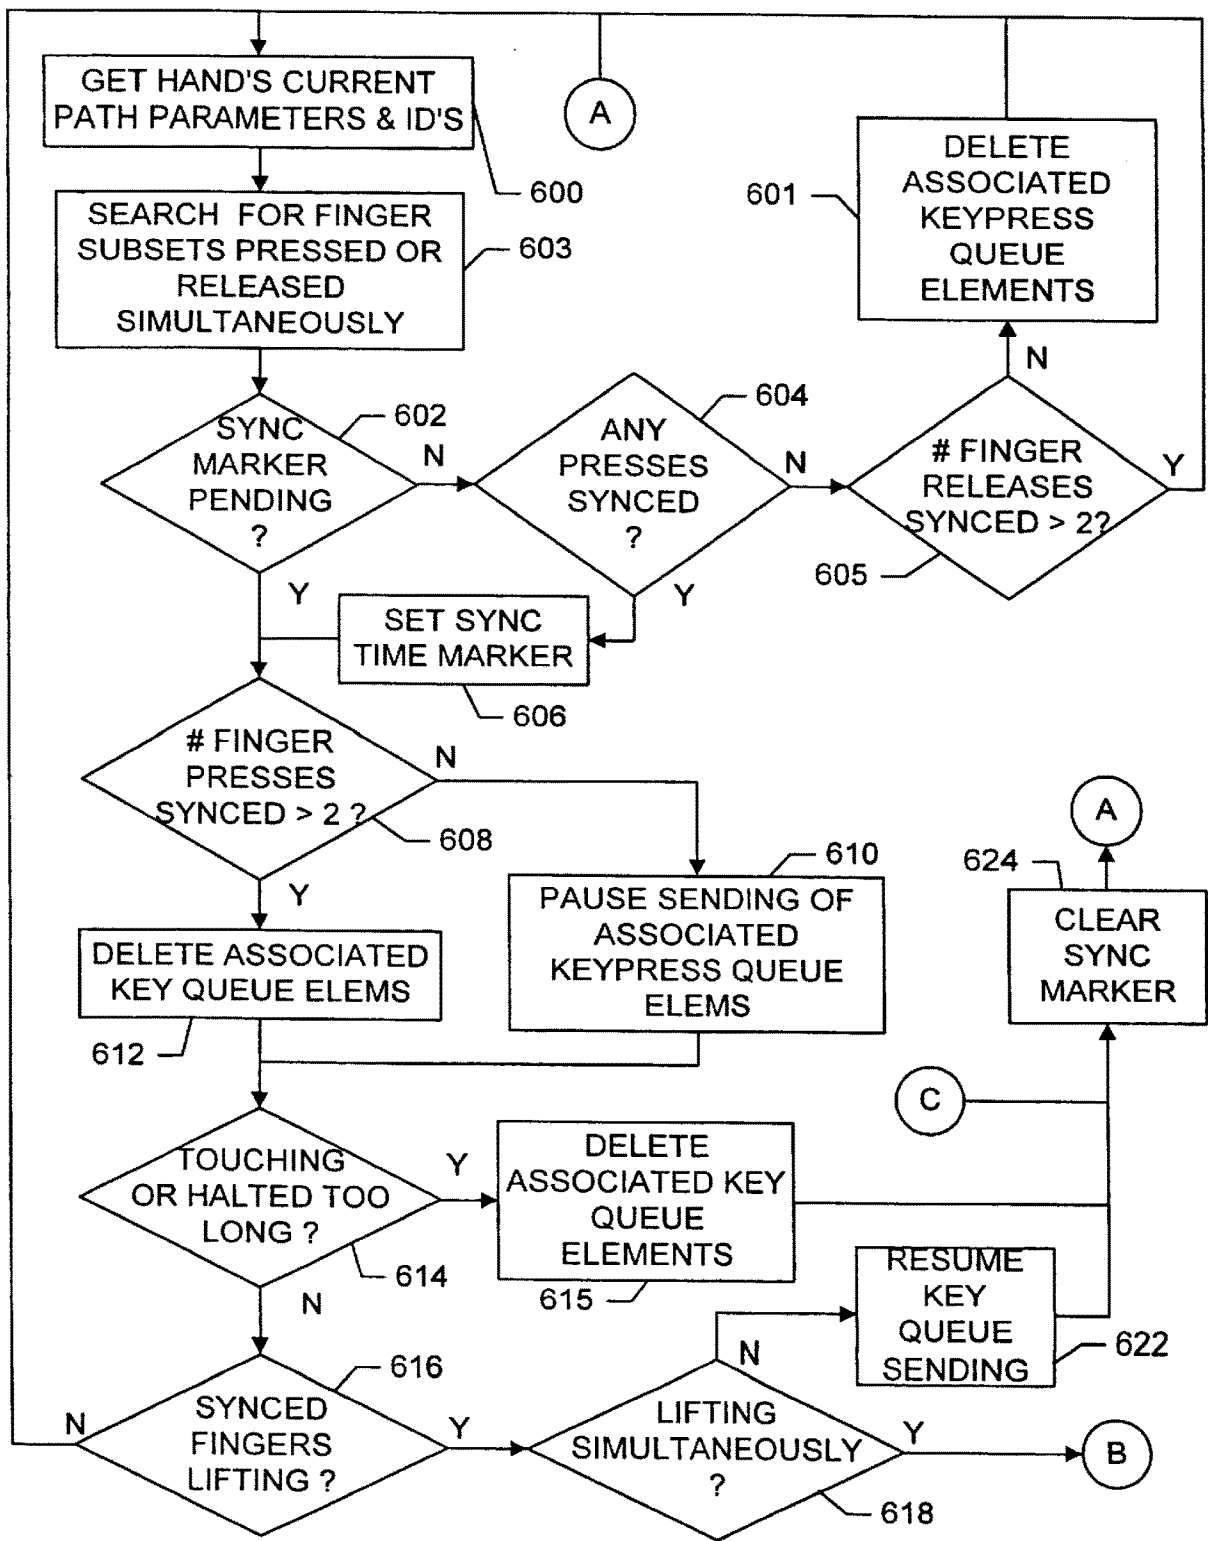 GET HAND'S CURRENT
PATH PARAMETERS & ID'S
600
A
DELETE
ASSOCIATED
KEYPRESS
QUEUE
ELEMENTS
601
SEARCH FOR FINGER
SUBSETS PRESSED OR
RELEASED
SIMULTANEOUSLY
603
SYNC
MARKER
PENDING
?
602
N
Y
ANY
PRESSES
SYNCED
?
604
N
Y
# FINGER
RELEASES
SYNCED > 2?
605
N
Y
SET SYNC
TIME MARKER
606
# FINGER
PRESSES
SYNCED > 2 ?
608
N
Y
PAUSE SENDING OF
ASSOCIATED
KEYPRESS QUEUE
ELEMS
610
A
624
CLEAR
SYNC
MARKER
DELETE ASSOCIATED
KEY QUEUE ELEMS
612
C
TOUCHING
OR HALTED TOO
LONG ?
614
Y
N
DELETE
ASSOCIATED KEY
QUEUE
ELEMENTS
615
RESUME
KEY
QUEUE
SENDING
622
SYNCED
FINGERS
LIFTING ?
616
N
Y
LIFTING
SIMULTANEOUSLY
?
618
N
Y
B